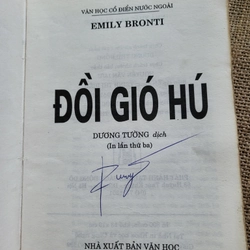 VĂN HỌC CỔ ĐIỂN NƯỚC NGOÀI
EMILY BRONTI
ĐỒI GIÓ HÚ
DƯƠNG TƯỜNG dịch
(In lần thứ ba)
NHÀ XUẤT BẢN VĂN HỌC